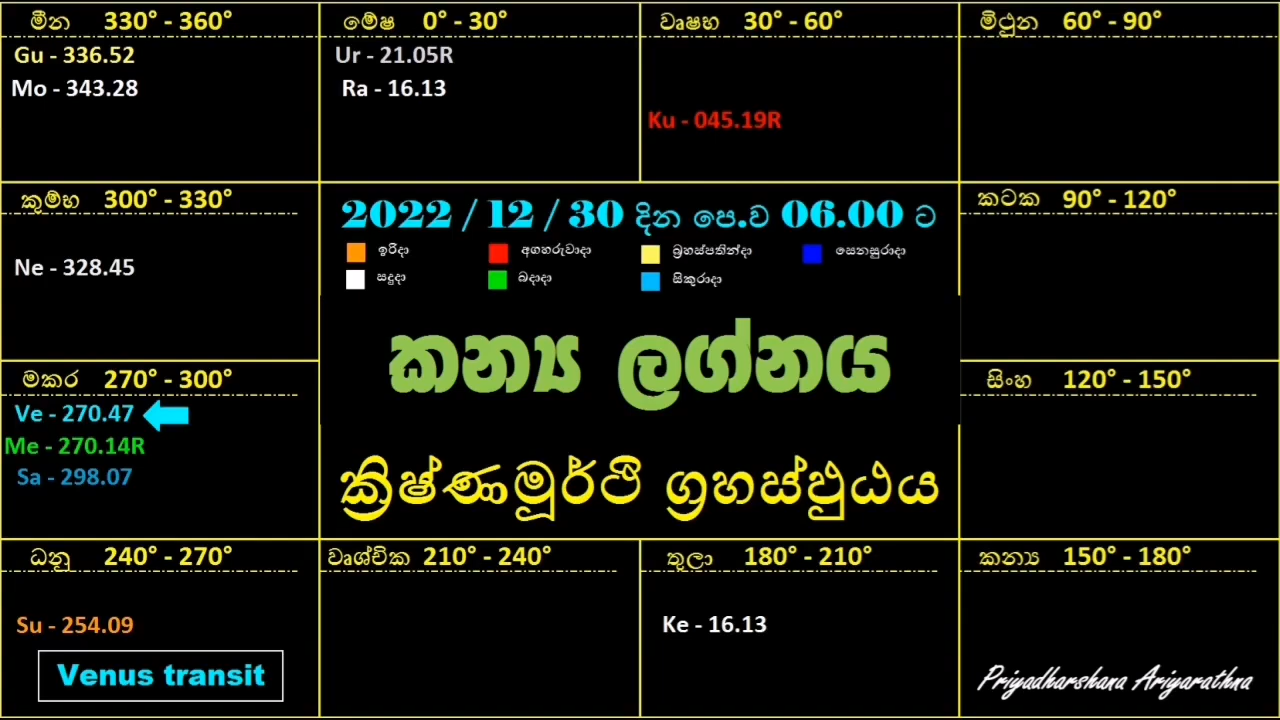 මීන 330° - 360°
Gu - 336.52
Mo - 343.28
මේෂ 0° - 30°
Ur - 21.05R
Ra - 16.13
වෘෂභ 30° - 60°
Ku - 045.19R
මිථුන 60° - 90°
කුම්භ 300° - 330°
Ne - 328.45
2022 / 12 / 30 දින පෙ.ව 06.00 ට
ඉරිදා අගහරුවාදා බ්‍රහස්පතින්දා සෙනසුරාදා
සදුදා බදාදා සිකුරාදා
කන්‍ය ලග්නය
ක්‍රිෂ්ණමූර්ථි ග්‍රහස්ඵුඨය
කටක 90° - 120°
මකර 270° - 300°
Ve - 270.47
Me - 270.14R
Sa - 298.07
සිංහ 120° - 150°
ධනු 240° - 270°
Su - 254.09
Venus transit
වෘශ්චික 210° - 240°
තුලා 180° - 210°
Ke - 16.13
කන්‍ය 150° - 180°
Priyadharshana Ariyarathna